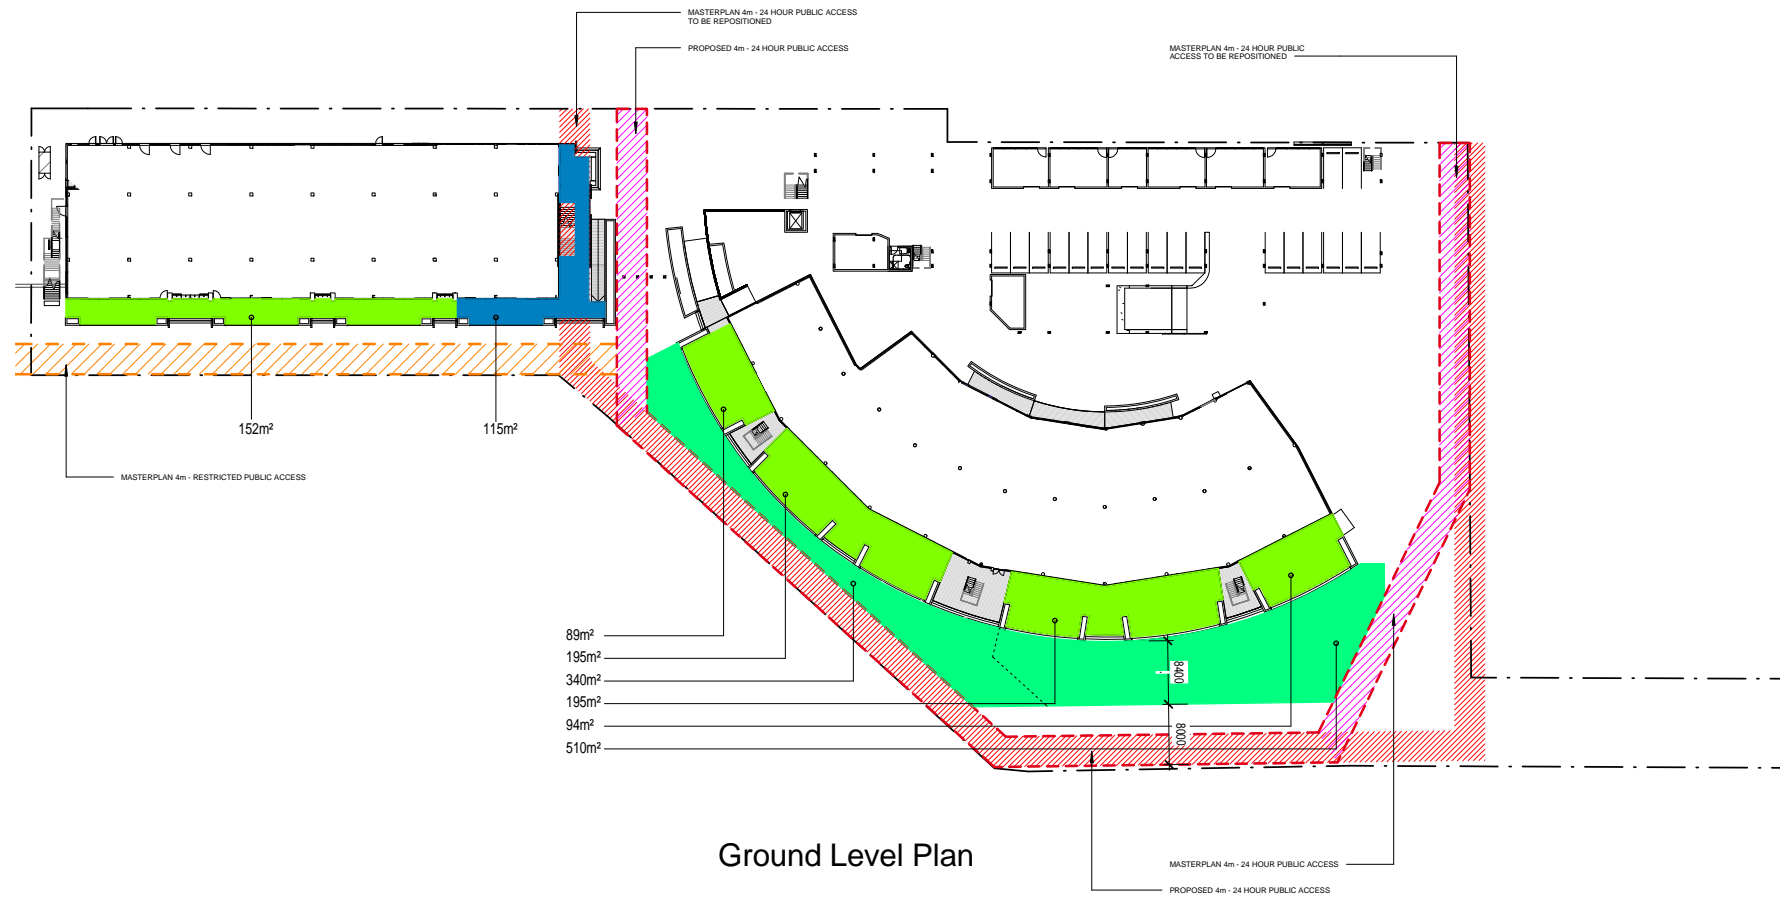 MASTERPLAN 4m - 24 HOUR PUBLIC ACCESS
TO BE REPOSITIONED
PROPOSED 4m - 24 HOUR PUBLIC ACCESS
MASTERPLAN 4m - 24 HOUR PUBLIC
ACCESS TO BE REPOSITIONED
152m²
115m²
MASTERPLAN 4m - RESTRICTED PUBLIC ACCESS
89m²
195m²
340m²
195m²
94m²
510m²
8400
8000
Ground Level Plan
MASTERPLAN 4m - 24 HOUR PUBLIC ACCESS
PROPOSED 4m - 24 HOUR PUBLIC ACCESS